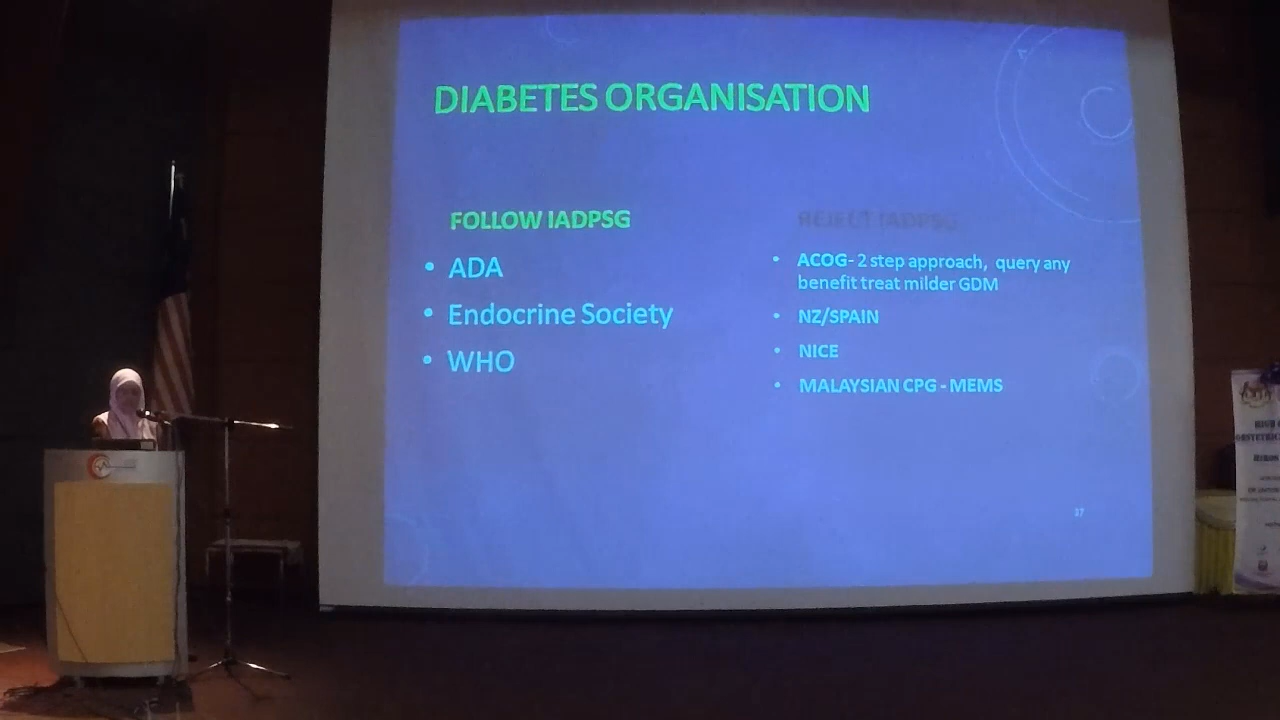 DIABETES ORGANISATION
FOLLOW IADPSG
• ADA
• Endocrine Society
• WHO
REJECT IADPSG
• ACOG- 2 step approach, query any
benefit treat milder GDM
• NZ/SPAIN
• NICE
• MALAYSIAN CPG - MEMS
37